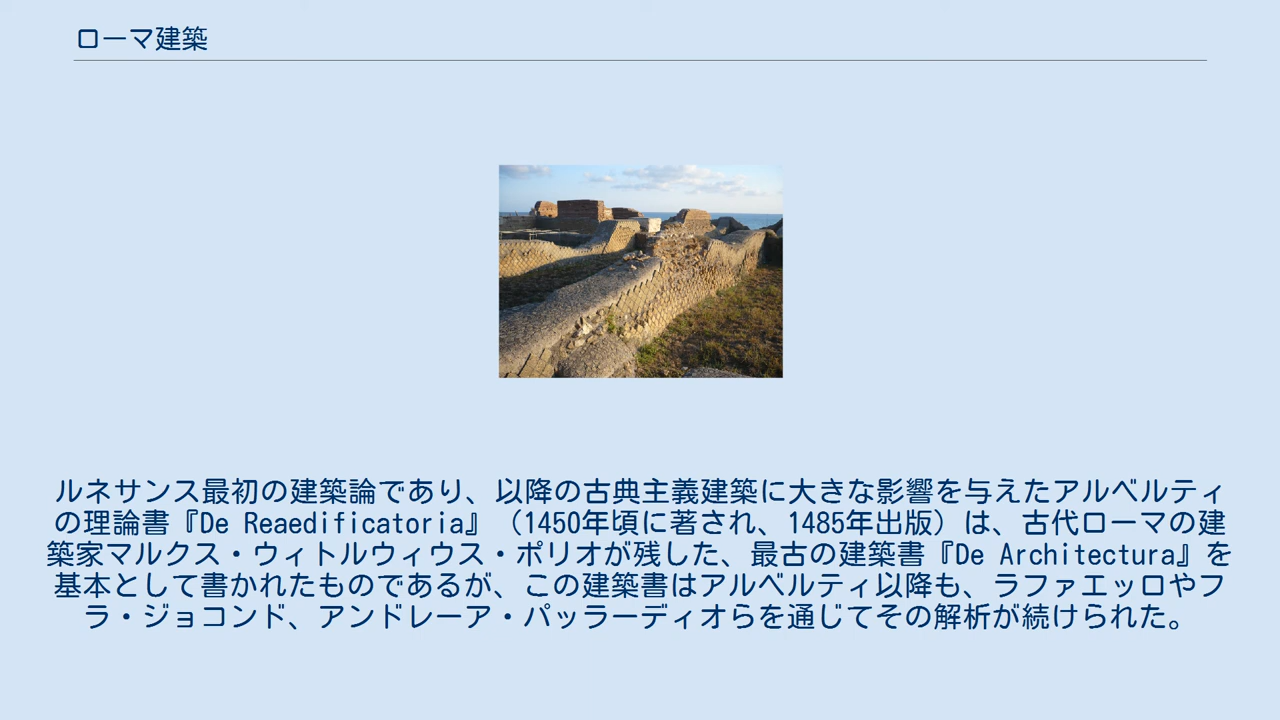 ローマ建築
ルネサンス最初の建築論であり、以降の古典主義建築に大きな影響を与えたアルベルティ
の理論書『De Reaedificatoria』（1450年頃に著され、1485年出版）は、古代ローマの建
築家マルクス・ウィトルウィウス・ポリオが残した、最古の建築書『De Architectura』を
基本として書かれたものであるが、この建築書はアルベルティ以降も、ラファエッロやフ
ラ・ジョコンド、アンドレーア・パッラーディオらを通じてその解析が続けられた。